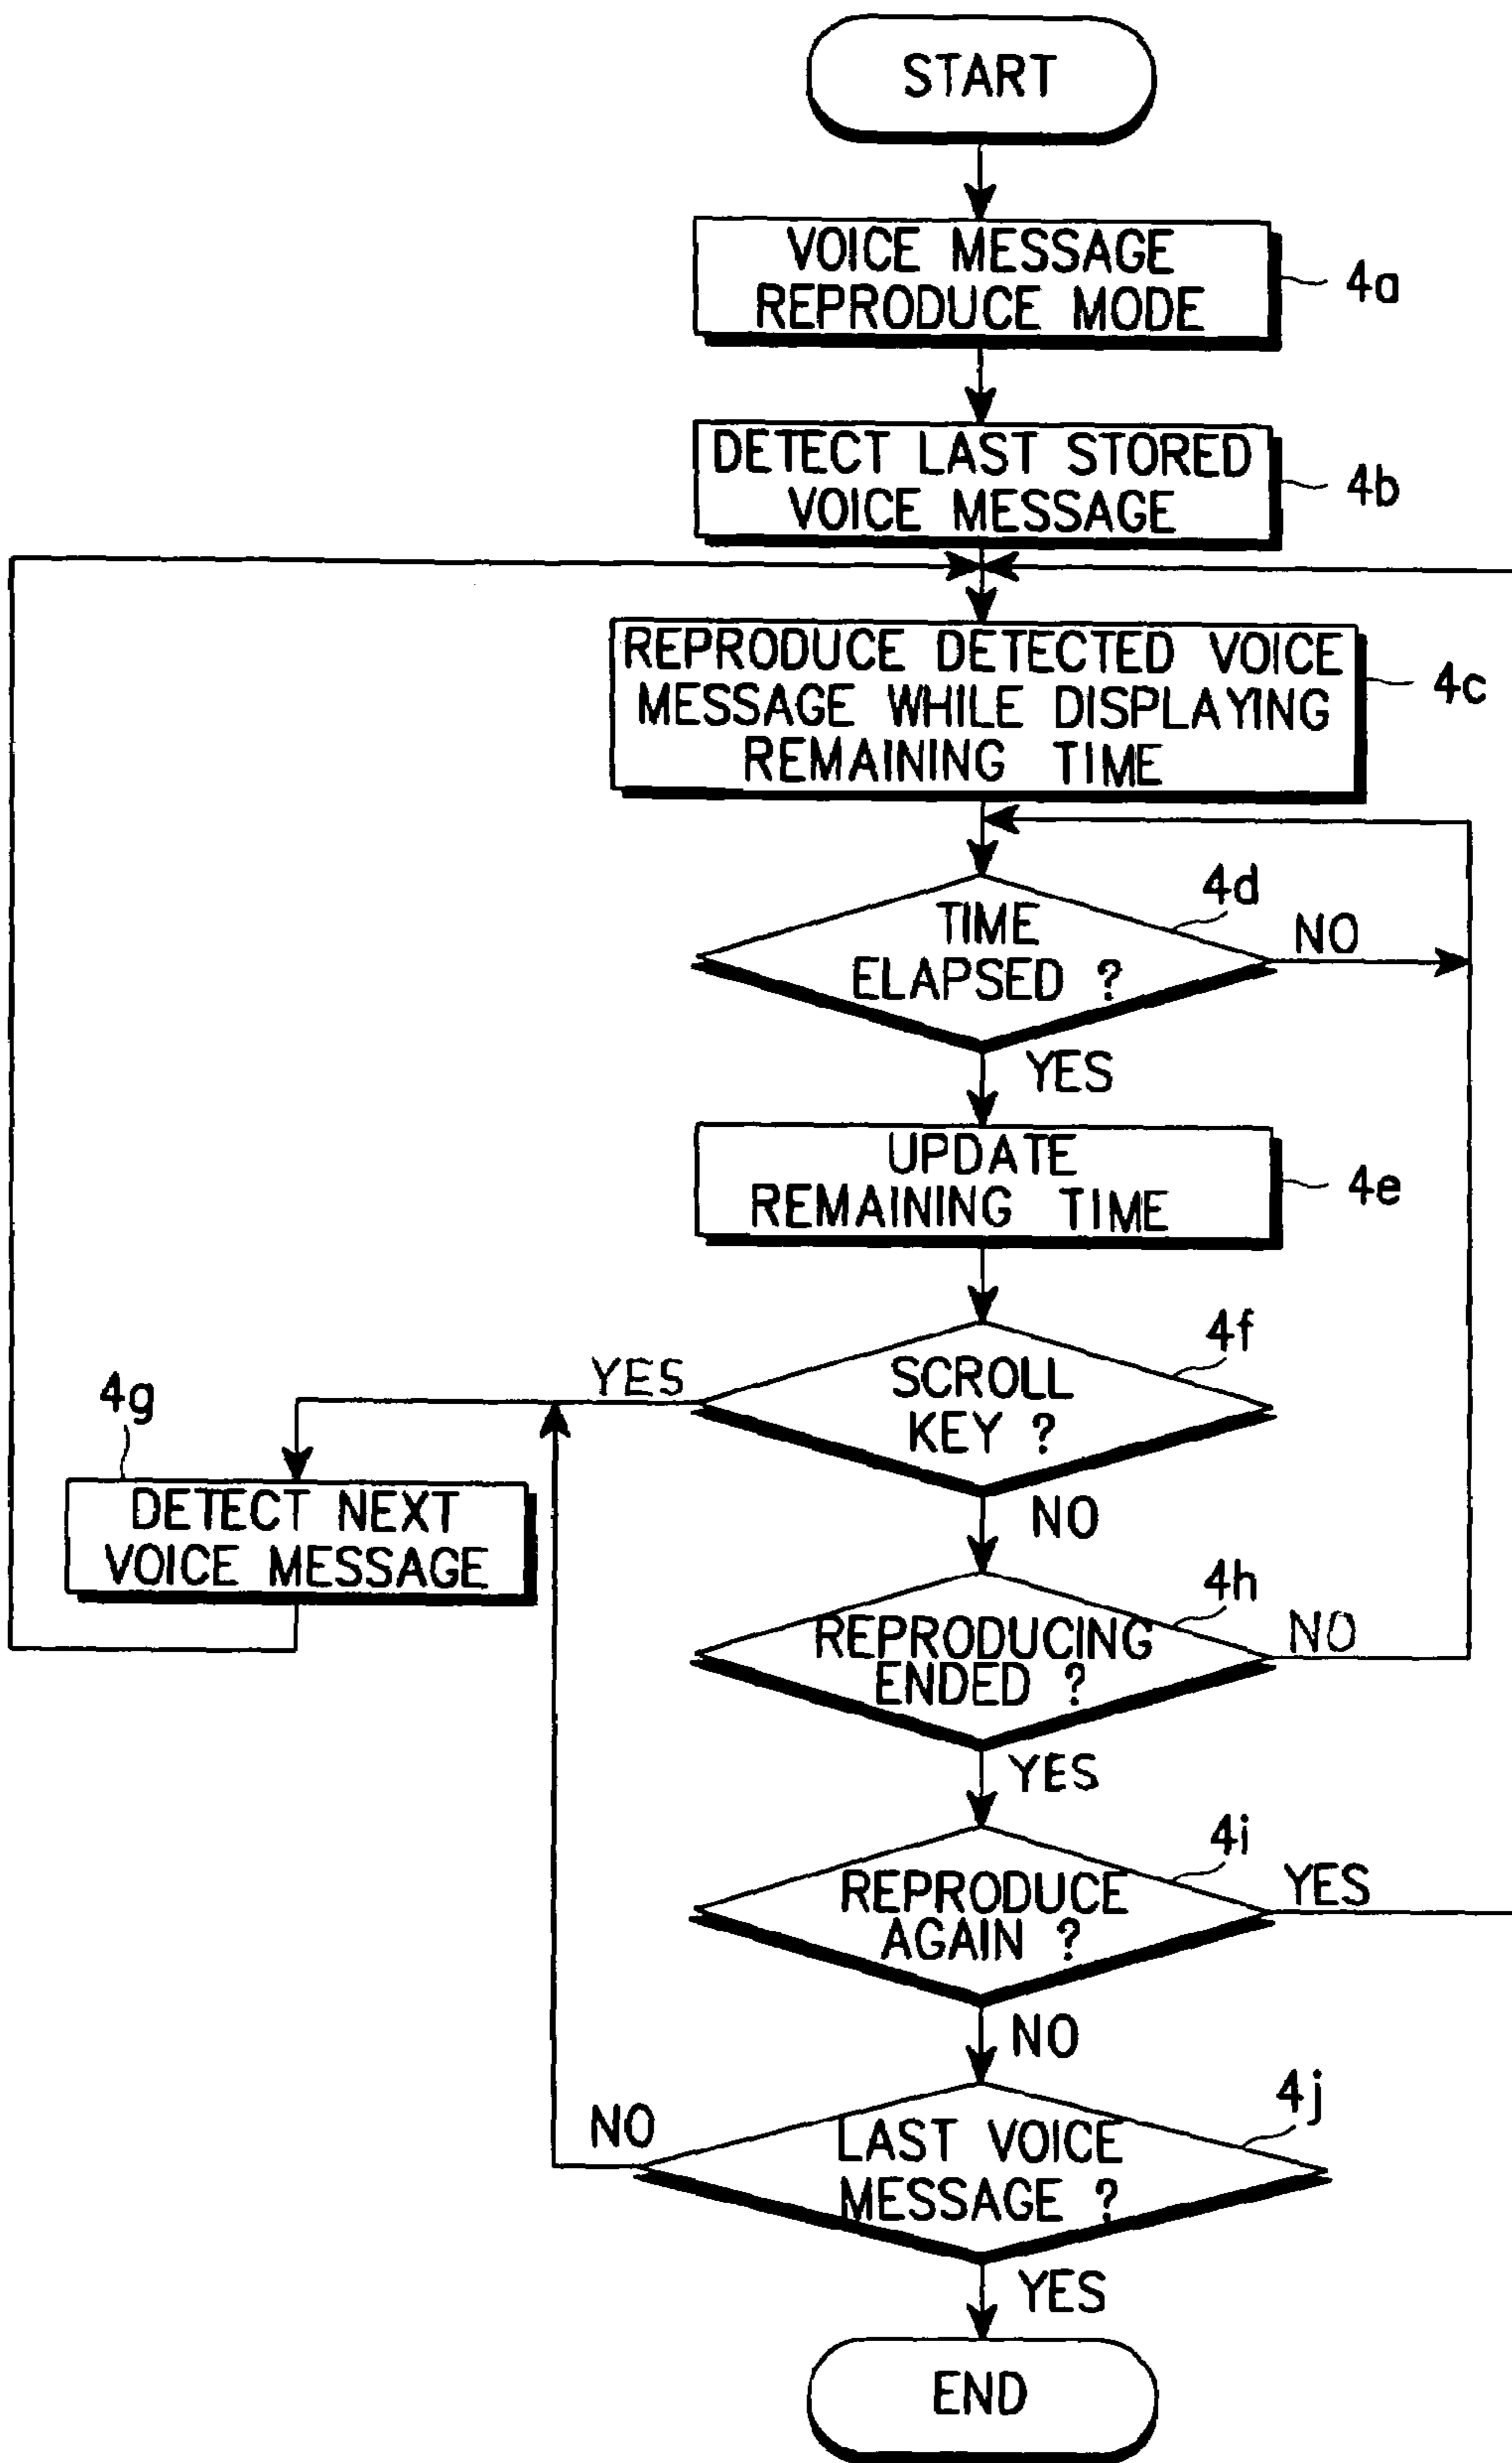 START
VOICE MESSAGE
REPRODUCE MODE
4a
DETECT LAST STORED
VOICE MESSAGE
4b
REPRODUCE DETECTED VOICE
MESSAGE WHILE DISPLAYING
REMAINING TIME
4c
4d
TIME
ELAPSED ?
NO
YES
UPDATE
REMAINING TIME
4e
4f
SCROLL
KEY ?
YES
NO
4g
DETECT NEXT
VOICE MESSAGE
4h
REPRODUCING
ENDED ?
NO
YES
4i
REPRODUCE
AGAIN ?
YES
NO
4j
LAST VOICE
MESSAGE ?
NO
YES
END